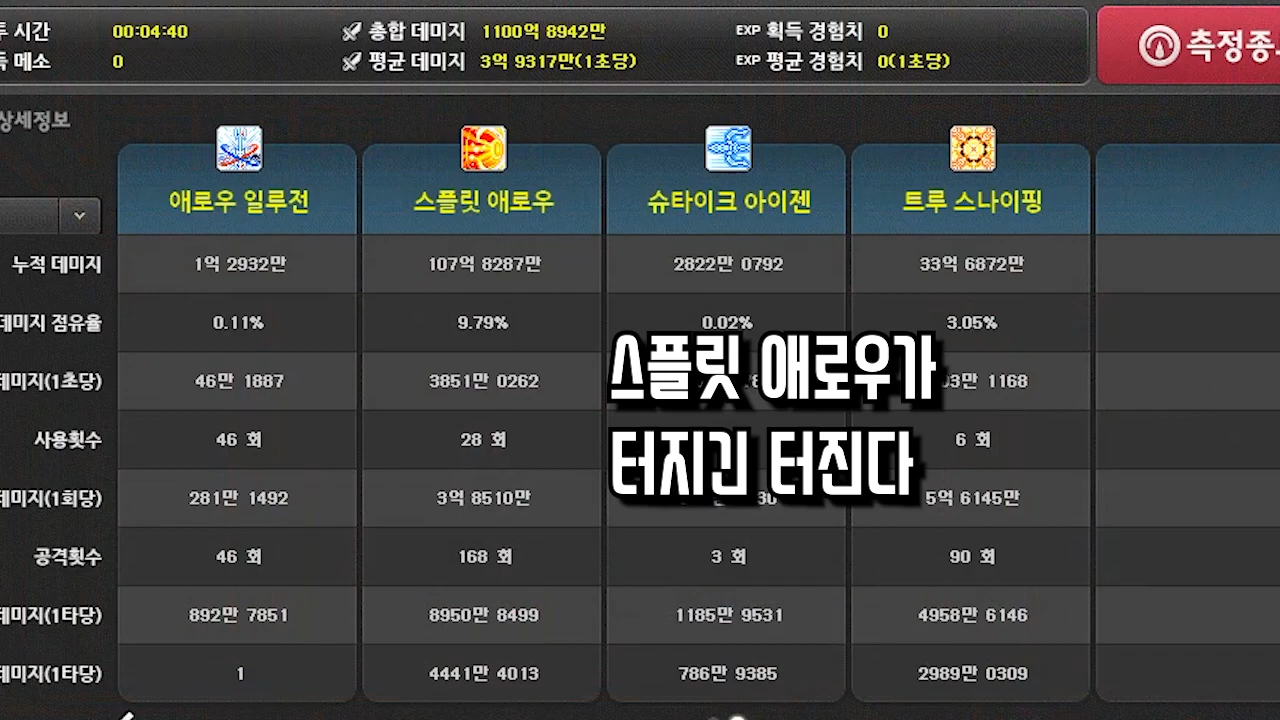 투 시간 00:04:40 총합 데미지 1100억 8942만 EXP 획득 경험치 0
득 메소 0 평균 데미지 3억 9317만(1초당) EXP 평균 경험치 0(1초당)
측정종
상세정보
애로우 일루전 스플릿 애로우 슈타이크 아이젠 트루 스나이핑
누적 데미지 1억 2932만 107억 8287만 2822만 0792 33억 6872만
데미지 점유율 0.11% 9.79% 0.02% 3.05%
데미지(1초당) 46만 1887 3851만 0262 03만 1168
스플릿 애로우가
사용횟수 46 회 28 회 6 회
터지긴 터진다
데미지(1회당) 281만 1492 3억 8510만 5억 6145만
공격횟수 46 회 168 회 3 회 90 회
데미지(1타당) 892만 7851 8950만 8499 1185만 9531 4958만 6146
데미지(1타당) 1 4441만 4013 786만 9385 2989만 0309